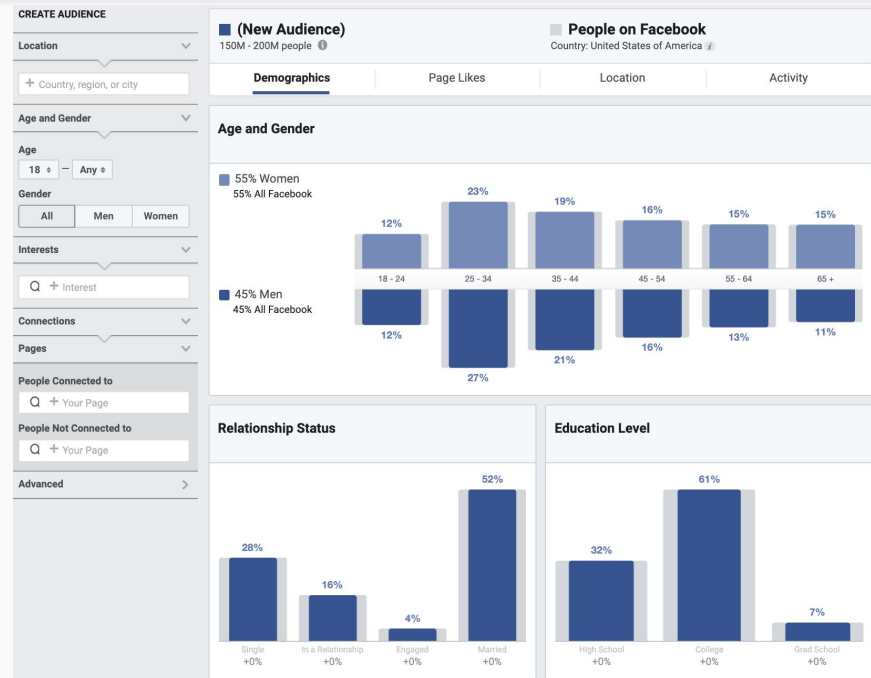 CREATE AUDIENCE
Location
+ Country, region, or city
Age and Gender
Age
18 – Any
Gender
All Men Women
Interests
+ Interest
Connections
Pages
People Connected to
+ Your Page
People Not Connected to
+ Your Page
Advanced
(New Audience)
150M - 200M people i
People on Facebook
Country: United States of America i
Demographics Page Likes Location Activity
Age and Gender
55% Women
55% All Facebook
12% 23% 19% 16% 15% 15%
18 - 24 25 - 34 35 - 44 45 - 54 55 - 64 65 +
45% Men
45% All Facebook
12% 27% 21% 16% 13% 11%
Relationship Status
28% 16% 4% 52%
Single In a Relationship Engaged Married
+0% +0% +0% +0%
Education Level
32% 61% 7%
High School College Grad School
+0% +0% +0%